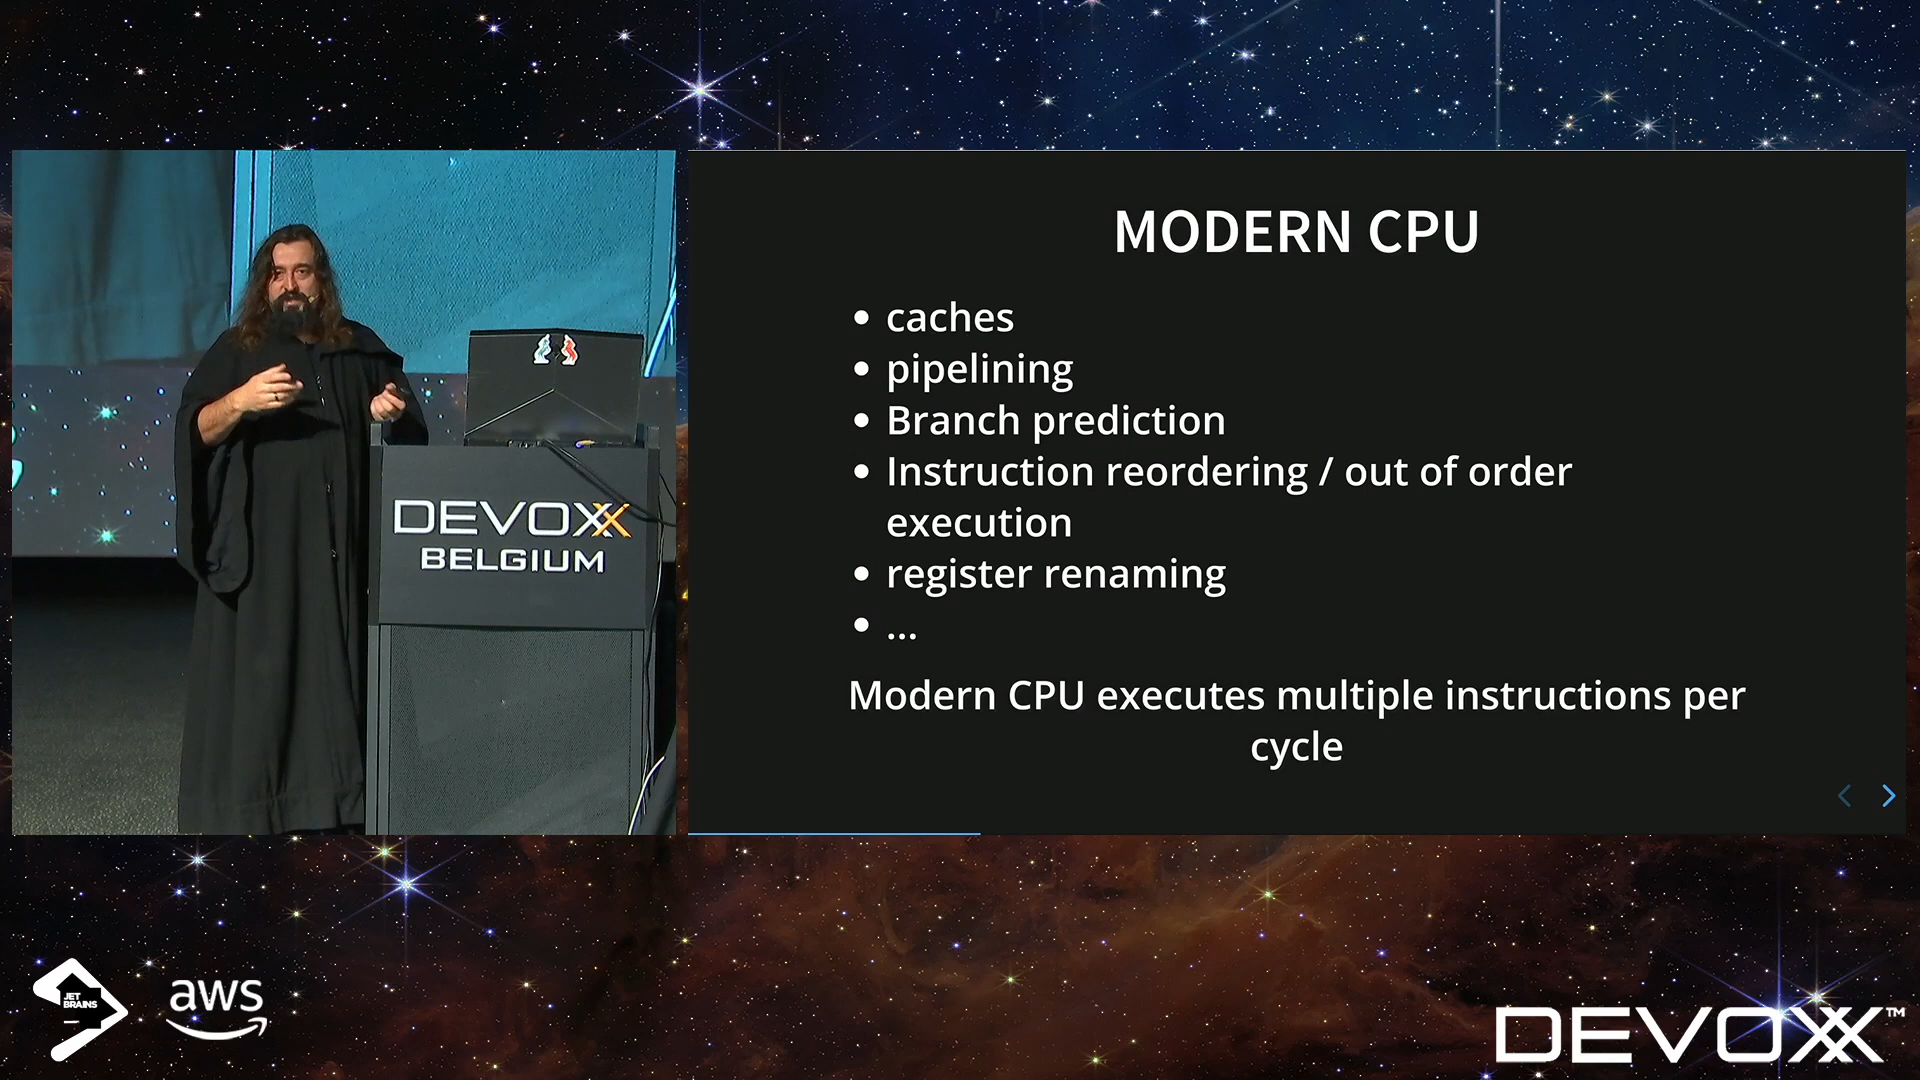 MODERN CPU
• caches
• pipelining
• Branch prediction
• Instruction reordering / out of order
execution
• register renaming
• ...
Modern CPU executes multiple instructions per
cycle
DEVOXX
BELGIUM
JET
BRAINS
aws
DEVOXX™